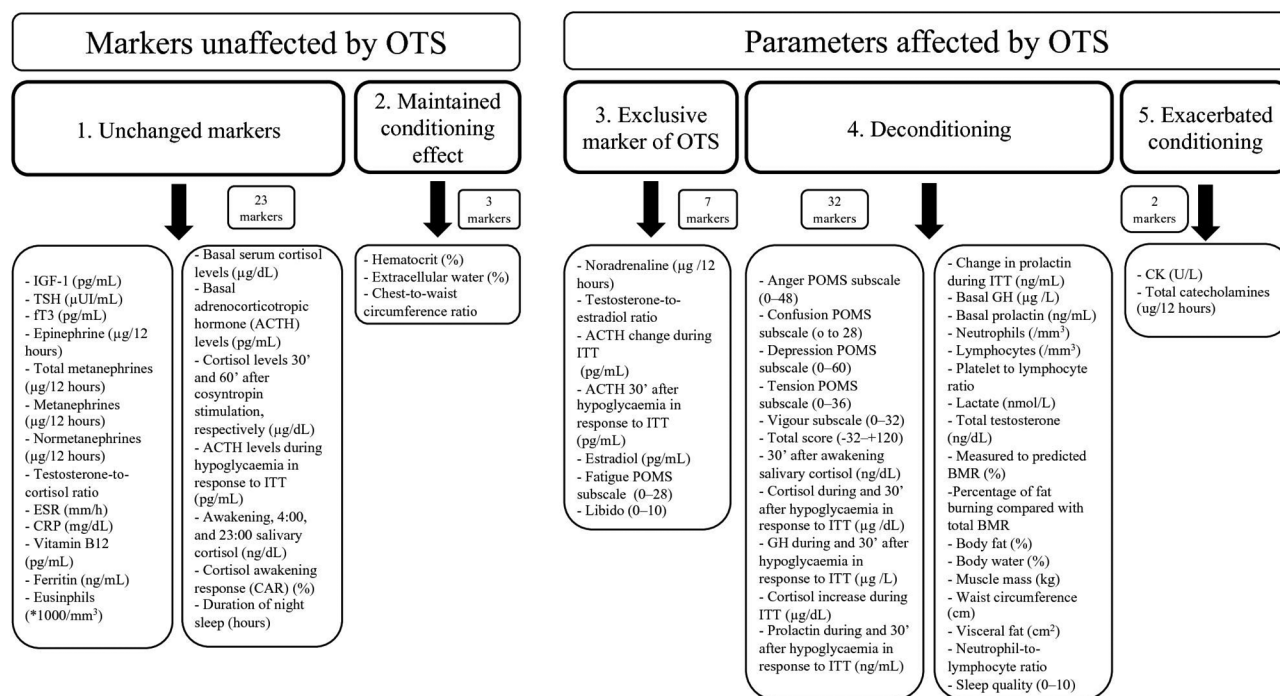 Markers unaffected by OTS
Parameters affected by OTS
1. Unchanged markers
2. Maintained
conditioning
effect
3. Exclusive
marker of OTS
4. Deconditioning
5. Exacerbated
conditioning
23
markers
3
markers
7
markers
32
markers
2
markers
- IGF-1 (pg/mL)
- TSH (µUI/mL)
- fT3 (pg/mL)
- Epinephrine (µg/12
hours)
- Total metanephrines
(µg/12 hours)
- Metanephrines
(µg/12 hours)
- Normetanephrines
(µg/12 hours)
- Testosterone-to-
cortisol ratio
- ESR (mm/h)
- CRP (mg/dL)
- Vitamin B12
(pg/mL)
- Ferritin (ng/mL)
- Eusinphils
(*1000/mm³)
- Basal serum cortisol
levels (µg/dL)
- Basal
adrenocorticotropic
hormone (ACTH)
levels (pg/mL)
- Cortisol levels 30’
and 60’ after
cosyntropin
stimulation,
respectively (µg/dL)
- ACTH levels during
hypoglycaemia in
response to ITT
(pg/mL)
- Awakening, 4:00,
and 23:00 salivary
cortisol (ng/dL)
- Cortisol awakening
response (CAR) (%)
- Duration of night
sleep (hours)
- Hematocrit (%)
- Extracellular water (%)
- Chest-to-waist
circumference ratio
- Noradrenaline (µg /12
hours)
- Testosterone-to-
estradiol ratio
- ACTH change during
ITT
(pg/mL)
- ACTH 30’ after
hypoglycaemia in
response to ITT
(pg/mL)
- Estradiol (pg/mL)
- Fatigue POMS
subscale (0–28)
- Libido (0–10)
- Anger POMS subscale
(0–48)
- Confusion POMS
subscale (o to 28)
- Depression POMS
subscale (0–60)
- Tension POMS
subscale (0–36)
- Vigour subscale (0–32)
- Total score (-32–+120)
- 30’ after awakening
salivary cortisol (ng/dL)
- Cortisol during and 30’
after hypoglycaemia in
response to ITT (µg /dL)
- GH during and 30’ after
hypoglycaemia in
response to ITT (µg /L)
- Cortisol increase during
ITT (µg/dL)
- Prolactin during and 30’
after hypoglycaemia in
response to ITT (ng/mL)
- Change in prolactin
during ITT (ng/mL)
- Basal GH (µg /L)
- Basal prolactin (ng/mL)
- Neutrophils (/mm³)
- Lymphocytes (/mm³)
- Platelet to lymphocyte
ratio
- Lactate (nmol/L)
- Total testosterone
(ng/dL)
- Measured to predicted
BMR (%)
-Percentage of fat
burning compared with
total BMR
- Body fat (%)
- Body water (%)
- Muscle mass (kg)
- Waist circumference
(cm)
- Visceral fat (cm²)
- Neutrophil-to-
lymphocyte ratio
- Sleep quality (0–10)
- CK (U/L)
- Total catecholamines
(ug/12 hours)